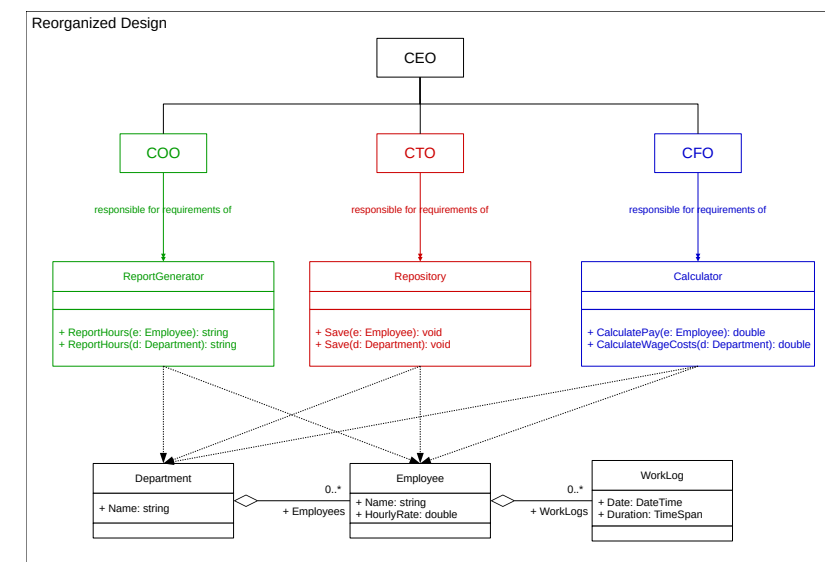 Reorganized Design
CEO
COO
CTO
CFO
responsible for requirements of
responsible for requirements of
responsible for requirements of
ReportGenerator
Repository
Calculator
+ ReportHours(e: Employee): string
+ ReportHours(d: Department): string
+ Save(e: Employee): void
+ Save(d: Department): void
+ CalculatePay(e: Employee): double
+ CalculateWageCosts(d: Department): double
Department
+ Name: string
0..*
+ Employees
Employee
+ Name: string
+ HourlyRate: double
0..*
+ WorkLogs
WorkLog
+ Date: DateTime
+ Duration: TimeSpan